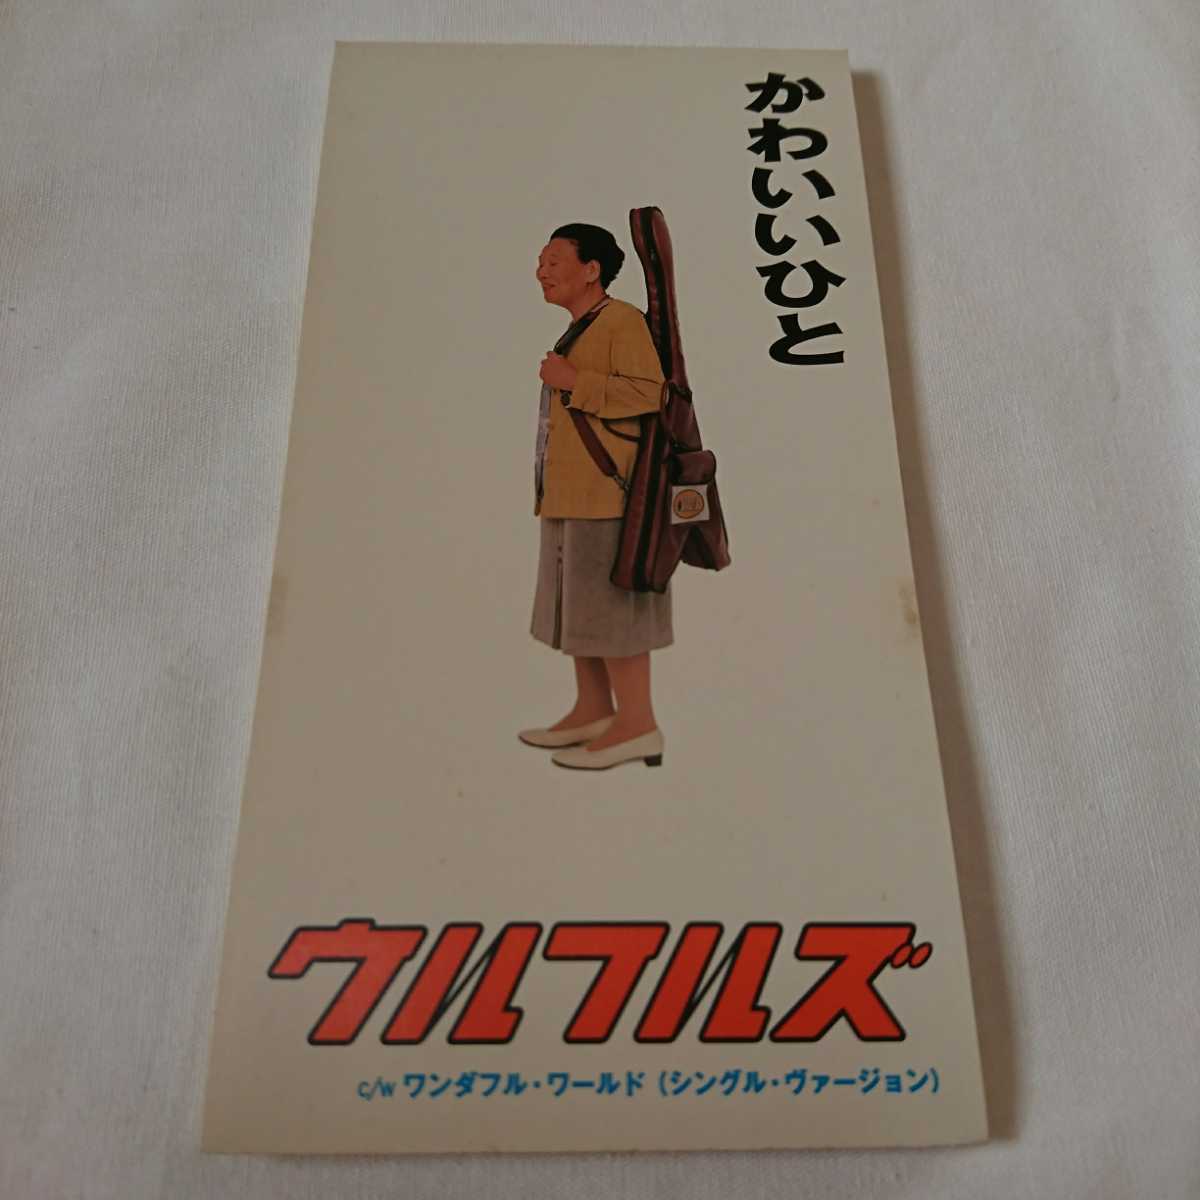 かわいいひと
ウルフルズ
c/w ワンダフル・ワールド (シングル・ヴァージョン)